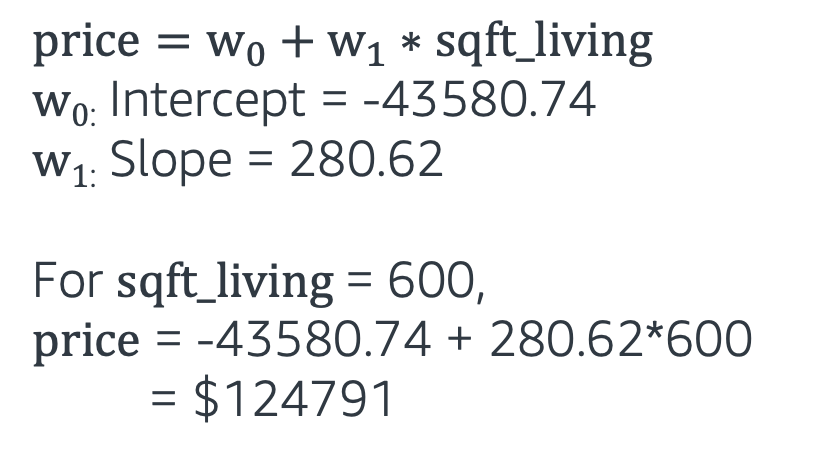 price = w₀ + w₁ * sqft_living
w₀: Intercept = -43580.74
w₁: Slope = 280.62
For sqft_living = 600,
price = -43580.74 + 280.62*600
= $124791